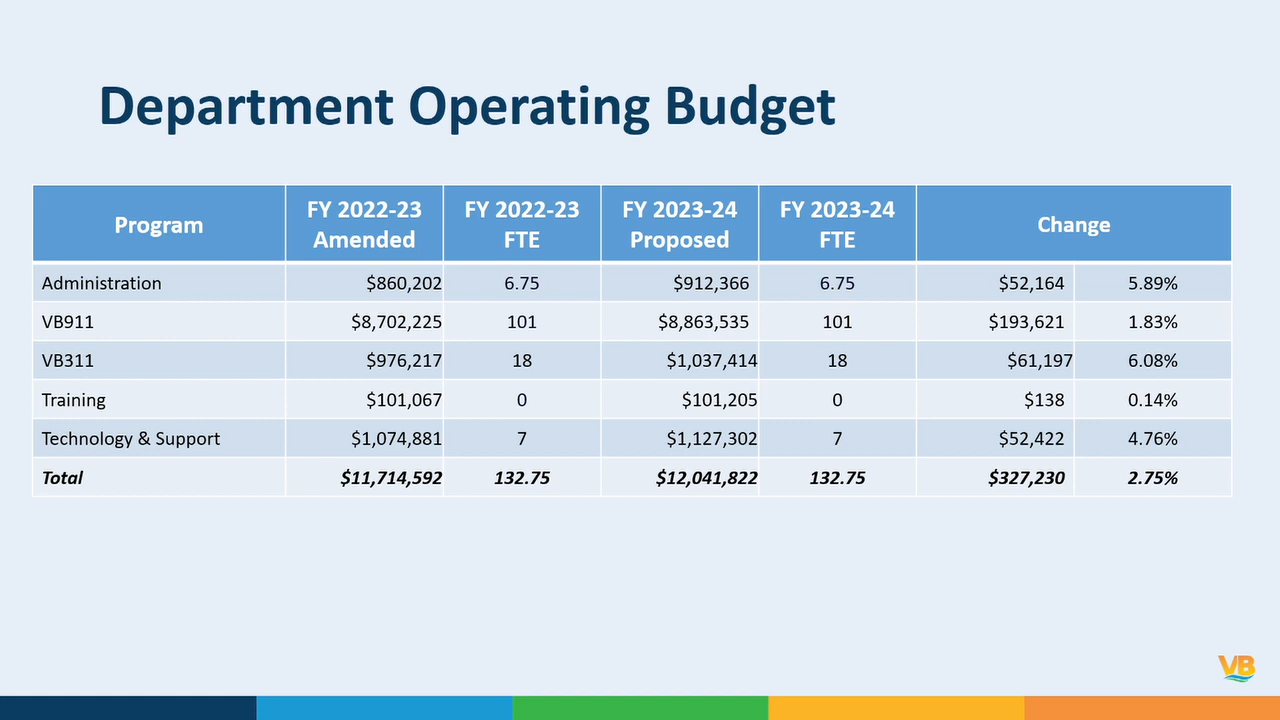 Department Operating Budget
Program FY 2022-23 Amended FY 2022-23 FTE FY 2023-24 Proposed FY 2023-24 FTE Change
Administration $860,202 6.75 $912,366 6.75 $52,164 5.89%
VB911 $8,702,225 101 $8,863,535 101 $193,621 1.83%
VB311 $976,217 18 $1,037,414 18 $61,197 6.08%
Training $101,067 0 $101,205 0 $138 0.14%
Technology & Support $1,074,881 7 $1,127,302 7 $52,422 4.76%
Total $11,714,592 132.75 $12,041,822 132.75 $327,230 2.75%
VB